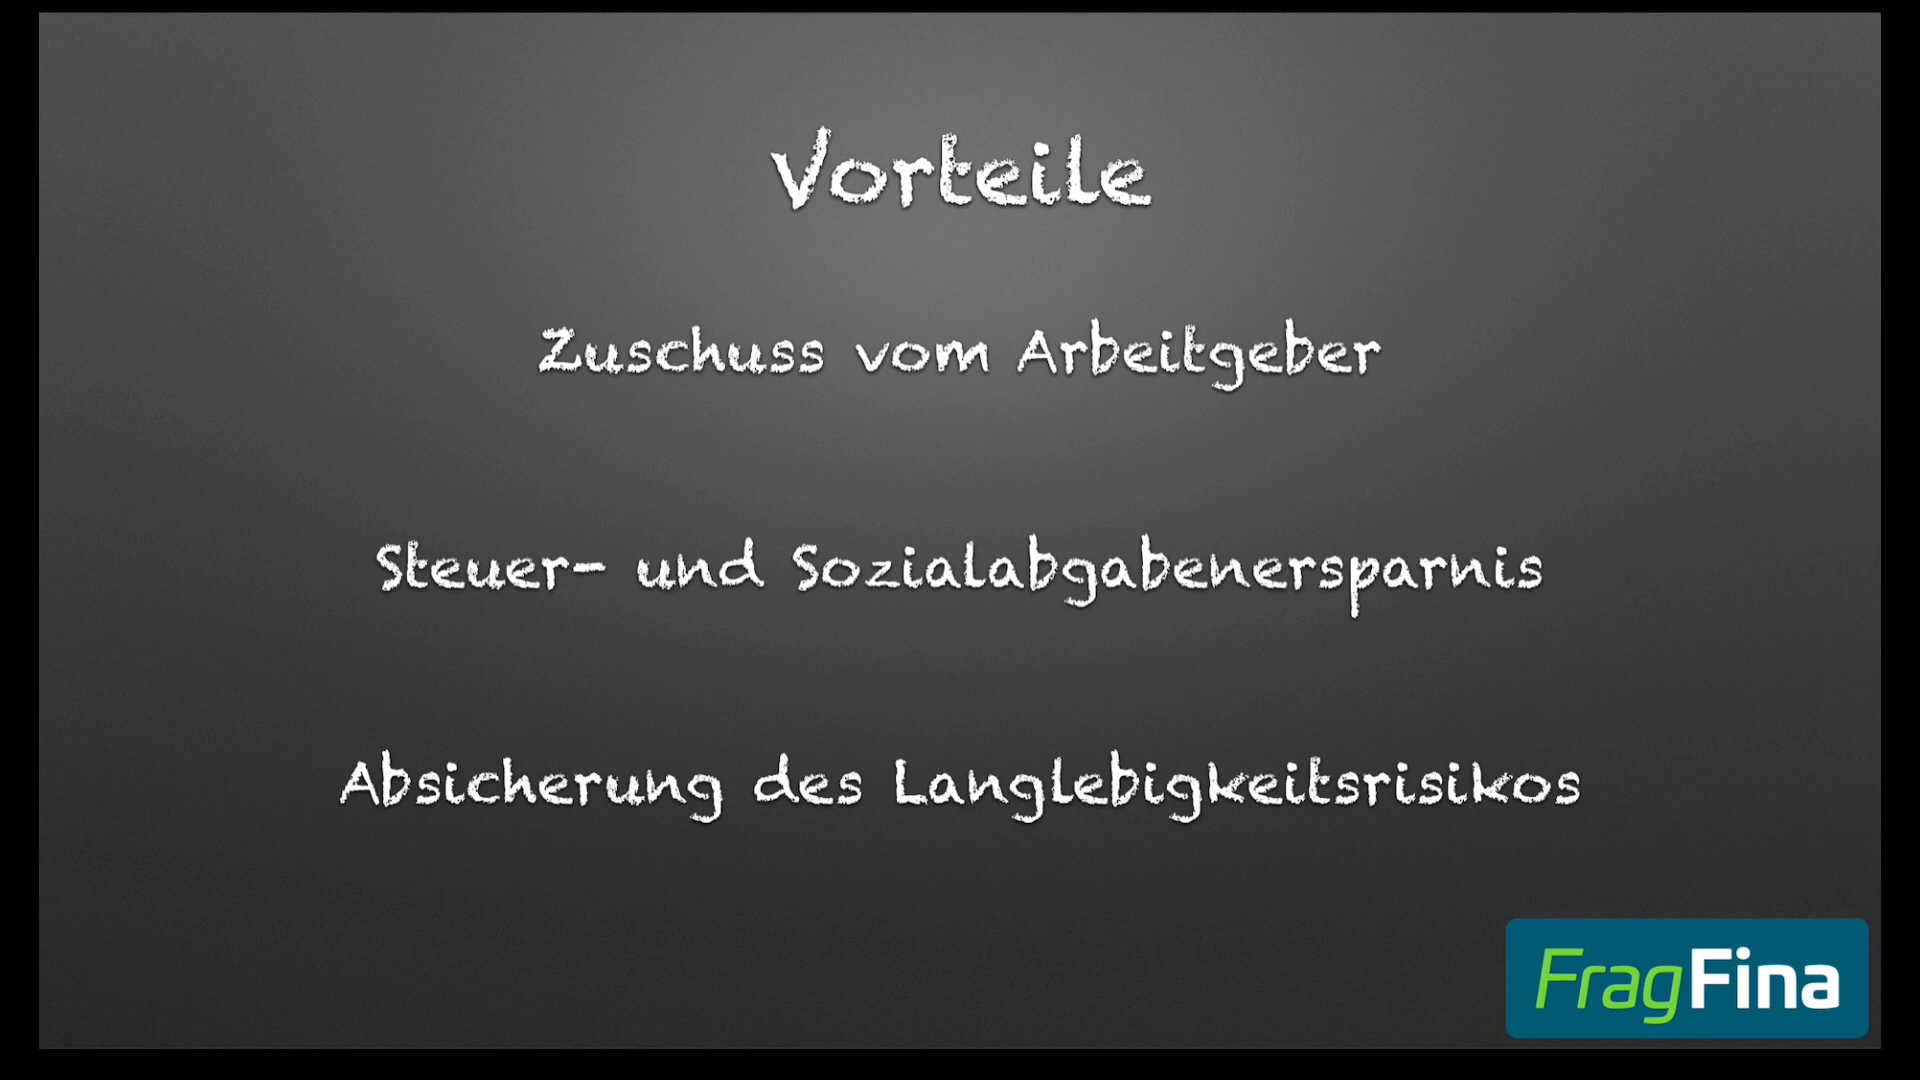 Vorteile
Zuschuss vom Arbeitgeber
Steuer- und Sozialabgabenersparnis
Absicherung des Langlebigkeitsrisikos
FragFina